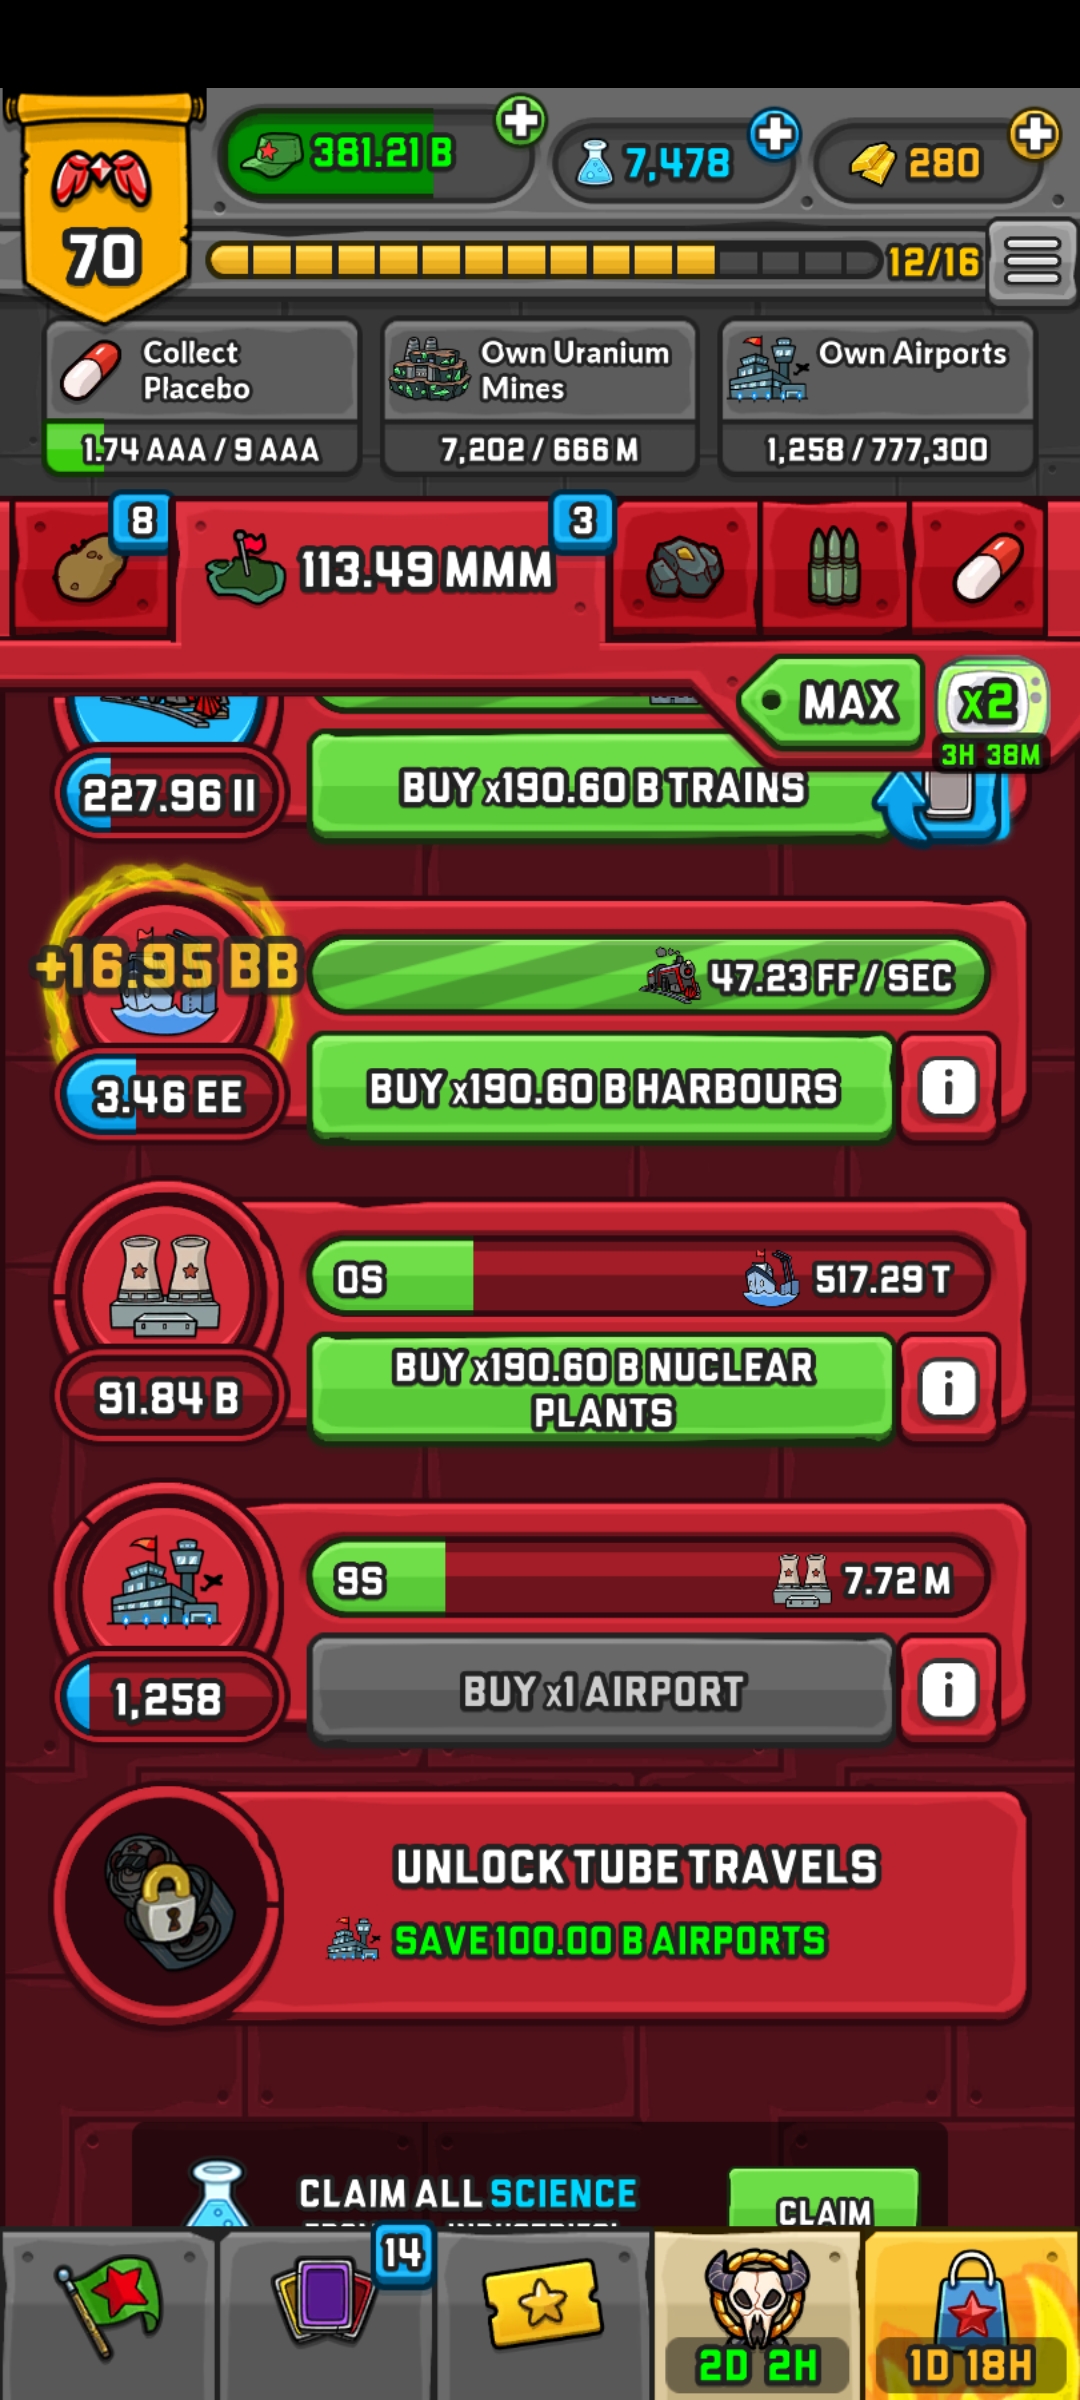 381.21 B
7,478
280
70
12/16
Collect
Placebo
1.74 AAA / 9 AAA
Own Uranium
Mines
7,202 / 666 M
Own Airports
1,258 / 777,300
8
113.49 MMM
3
MAX
x2
3H 38M
227.96 II
BUY x190.60 B TRAINS
+16.95 BB
47.23 FF / SEC
3.46 EE
BUY x190.60 B HARBOURS
i
0S
517.29 T
91.84 B
BUY x190.60 B NUCLEAR
PLANTS
i
9S
7.72 M
1,258
BUY x1 AIRPORT
i
UNLOCK TUBE TRAVELS
SAVE 100.00 B AIRPORTS
CLAIM ALL SCIENCE
CLAIM
14
2D 2H
1D 18H